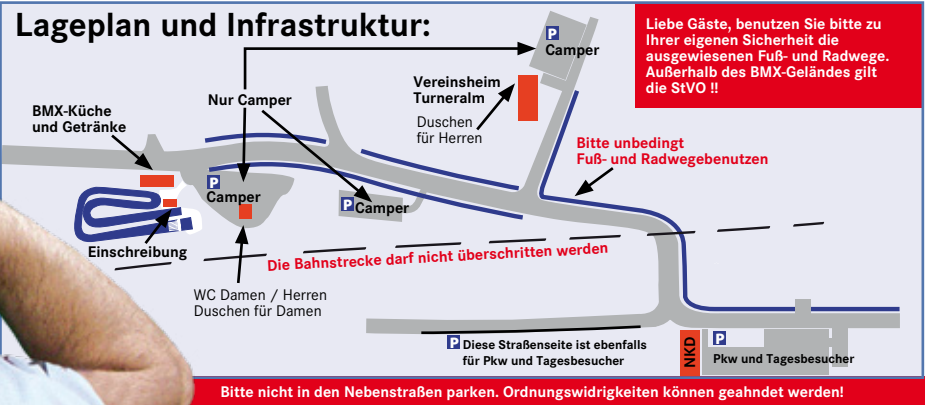 Lageplan und Infrastruktur:
Liebe Gäste, benutzen Sie bitte zu
Ihrer eigenen Sicherheit die
ausgewiesenen Fuß- und Radwege.
Außerhalb des BMX-Geländes gilt
die StVO !!
P
Camper
Vereinsheim
Turneralm
Duschen
für Herren
Nur Camper
BMX-Küche
und Getränke
Bitte unbedingt
Fuß- und Radwegebenutzen
P
Camper
P Camper
Einschreibung
Die Bahnstrecke darf nicht überschritten werden
WC Damen / Herren
Duschen für Damen
P Diese Straßenseite ist ebenfalls
für Pkw und Tagesbesucher
NKD
P
Pkw und Tagesbesucher
Bitte nicht in den Nebenstraßen parken. Ordnungswidrigkeiten können geahndet werden!